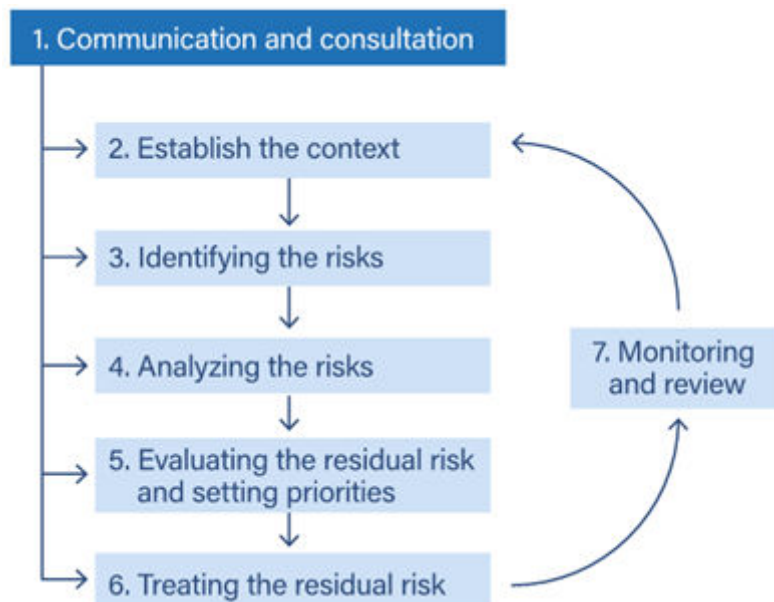 1. Communication and consultation
2. Establish the context
3. Identifying the risks
4. Analyzing the risks
5. Evaluating the residual risk
and setting priorities
6. Treating the residual risk
7. Monitoring
and review